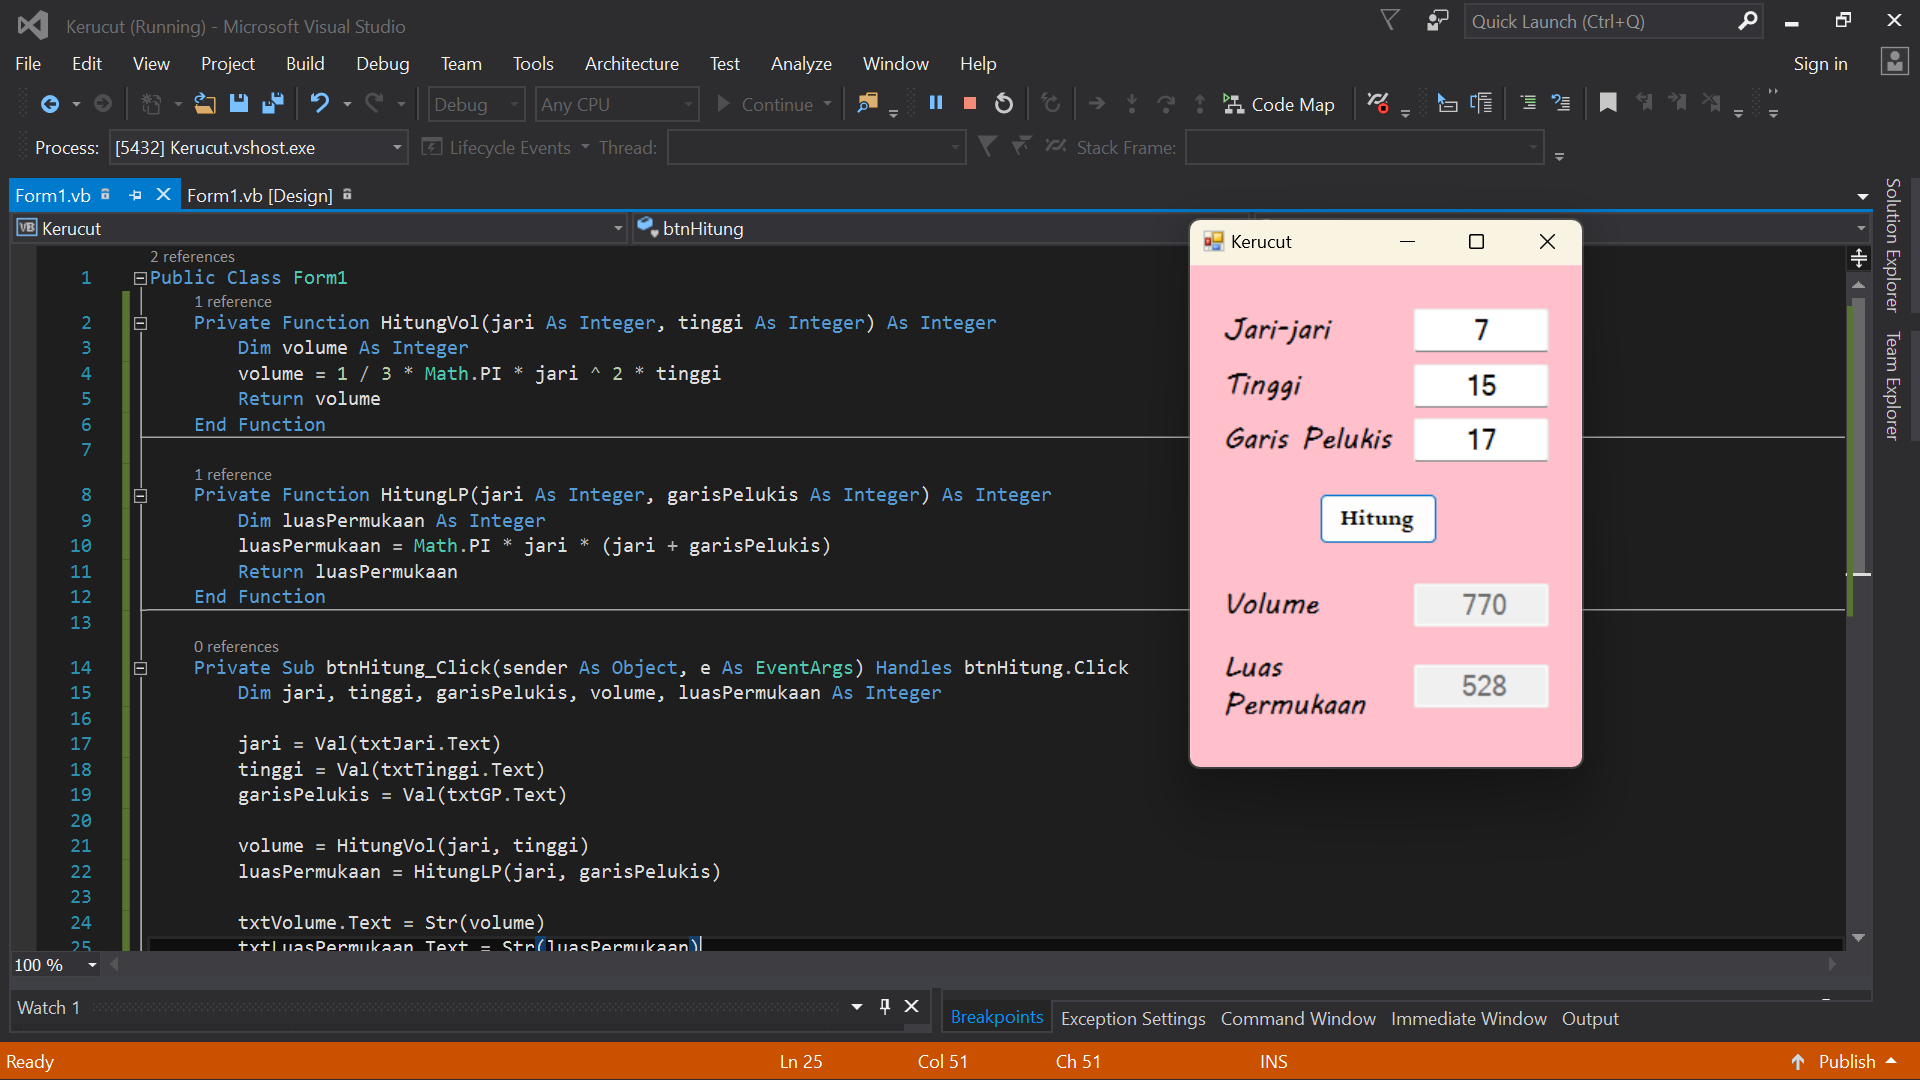 Kerucut (Running) - Microsoft Visual Studio
Quick Launch (Ctrl+Q)
File Edit View Project Build Debug Team Tools Architecture Test Analyze Window Help
Sign in
Debug Any CPU Continue Code Map
Process: [5432] Kerucut.vshost.exe Lifecycle Events Thread: Stack Frame:
Form1.vb Form1.vb [Design]
VB Kerucut btnHitung
2 references
1 Public Class Form1
1 reference
2 Private Function HitungVol(jari As Integer, tinggi As Integer) As Integer
3 Dim volume As Integer
4 volume = 1 / 3 * Math.PI * jari ^ 2 * tinggi
5 Return volume
6 End Function
7
1 reference
8 Private Function HitungLP(jari As Integer, garisPelukis As Integer) As Integer
9 Dim luasPermukaan As Integer
10 luasPermukaan = Math.PI * jari * (jari + garisPelukis)
11 Return luasPermukaan
12 End Function
13
0 references
14 Private Sub btnHitung_Click(sender As Object, e As EventArgs) Handles btnHitung.Click
15 Dim jari, tinggi, garisPelukis, volume, luasPermukaan As Integer
16
17 jari = Val(txtJari.Text)
18 tinggi = Val(txtTinggi.Text)
19 garisPelukis = Val(txtGP.Text)
20
21 volume = HitungVol(jari, tinggi)
22 luasPermukaan = HitungLP(jari, garisPelukis)
23
24 txtVolume.Text = Str(volume)
25 txtLuasPermukaan.Text = Str(luasPermukaan)
Kerucut
Jari-jari 7
Tinggi 15
Garis Pelukis 17
Hitung
Volume 770
Luas
Permukaan 528
Solution Explorer
Team Explorer
100 %
Watch 1
Breakpoints Exception Settings Command Window Immediate Window Output
Ready Ln 25 Col 51 Ch 51 INS Publish